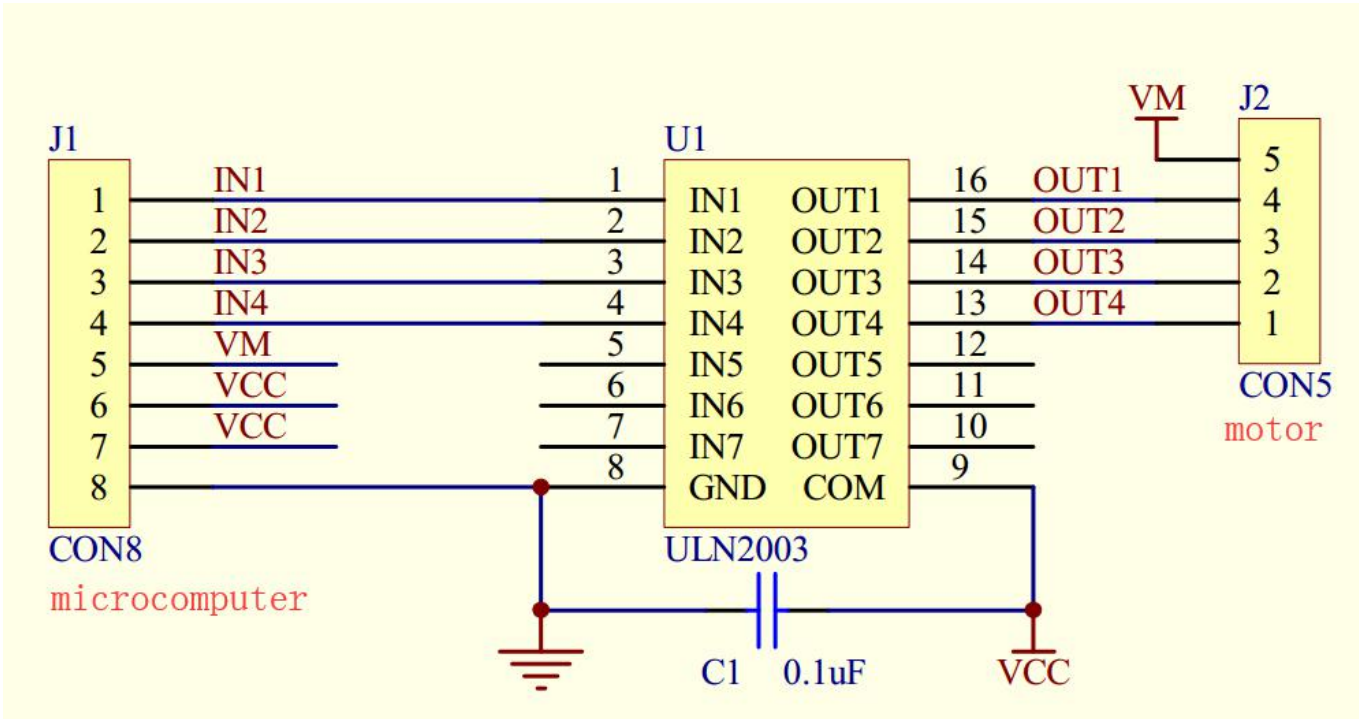 VM J2
J1 U1
5
1 IN1 1 IN1 OUT1 16 OUT1 4
2 IN2 2 IN2 OUT2 15 OUT2 3
3 IN3 3 IN3 OUT3 14 OUT3 2
4 IN4 4 IN4 OUT4 13 OUT4 1
5 VM 5 IN5 OUT5 12
6 VCC 6 IN6 OUT6 11 CON5
7 VCC 7 IN7 OUT7 10 motor
8 8 GND COM 9
CON8 ULN2003
microcomputer
C1 0.1uF VCC